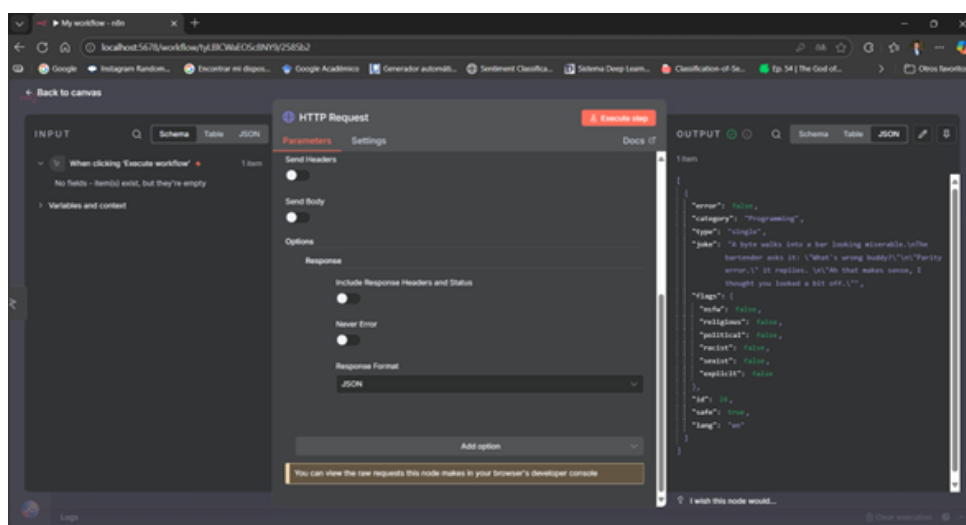 My workflow - n8n
localhost:5678/workflow/
Google
Instagram Random...
Encontrar mi dispos...
Google Académico
Generador automáti...
Sentiment Classifica...
Sistema Deep Learn...
Classification-of-Se...
Ep. 54 | The God of...
Otros favoritos
Back to canvas
INPUT
Schema
Table
JSON
When clicking 'Execute workflow'
1 item
No fields - item(s) exist, but they're empty
Variables and context
HTTP Request
Execute step
Parameters
Settings
Docs
Send Headers
Send Body
Options
Response
Include Response Headers and Status
Never Error
Response Format
JSON
Add option
You can view the raw requests this node makes in your browser's developer console
OUTPUT
Schema
Table
JSON
1 item
[
{
"error": false,
"category": "Programming",
"type": "single",
"joke": "A byte walks into a bar looking miserable.\nThe
bartender asks it: \"What's wrong buddy?\"\n\"Parity
error.\" it replies. \n\"Ah that makes sense, I
thought you looked a bit off.\"",
"flags": {
"nsfw": false,
"religious": false,
"political": false,
"racist": false,
"sexist": false,
"explicit": false
},
"id":
"safe": true,
"lang": "en"
}
]
I wish this node would...
Logs
Clear execution